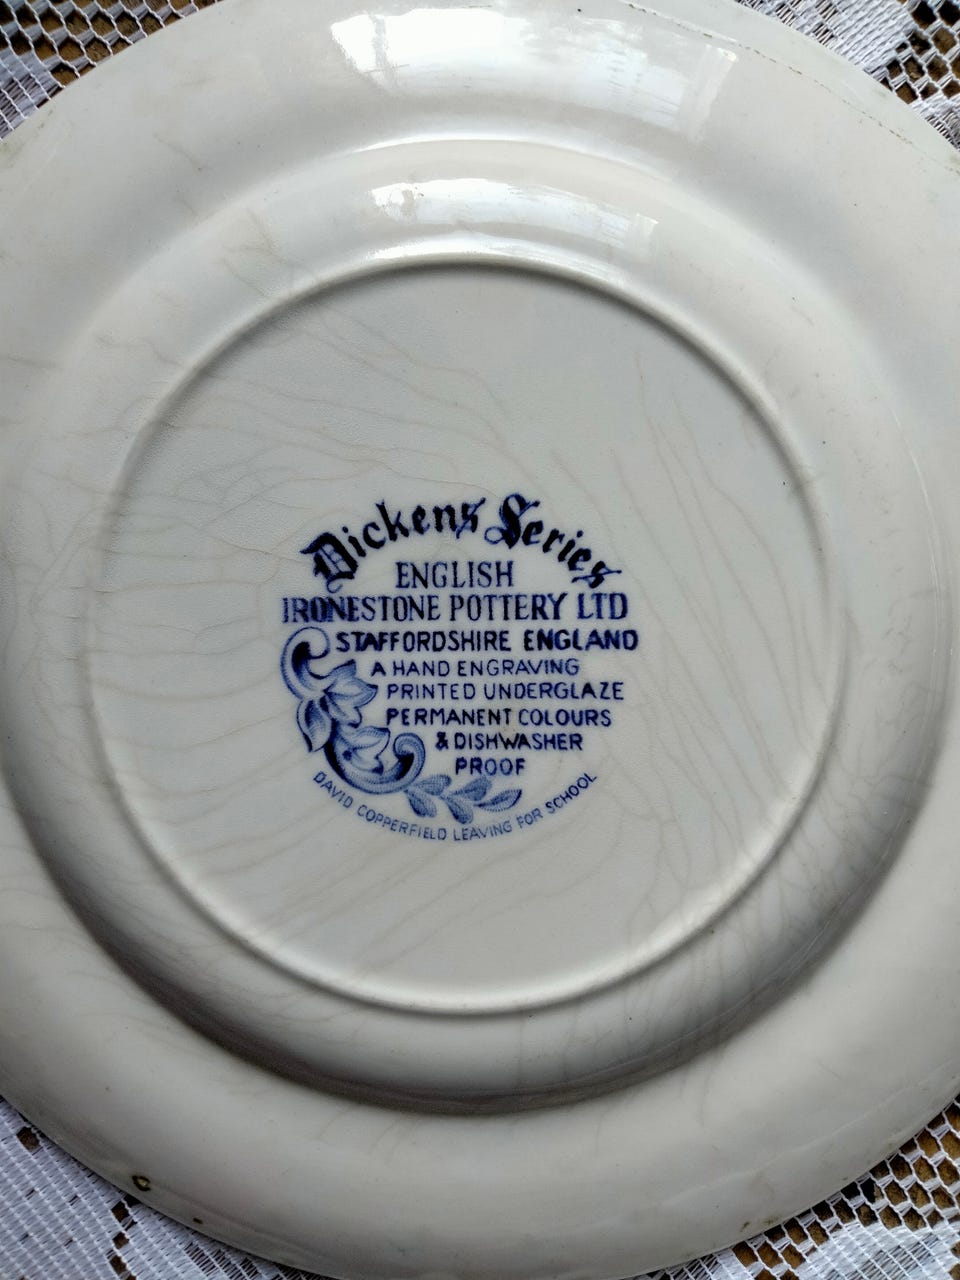 Dickens Series
ENGLISH
IRONESTONE POTTERY LTD
STAFFORDSHIRE ENGLAND
A HAND ENGRAVING
PRINTED UNDERGLAZE
PERMANENT COLOURS
& DISHWASHER
PROOF
DAVID COPPERFIELD LEAVING FOR SCHOOL